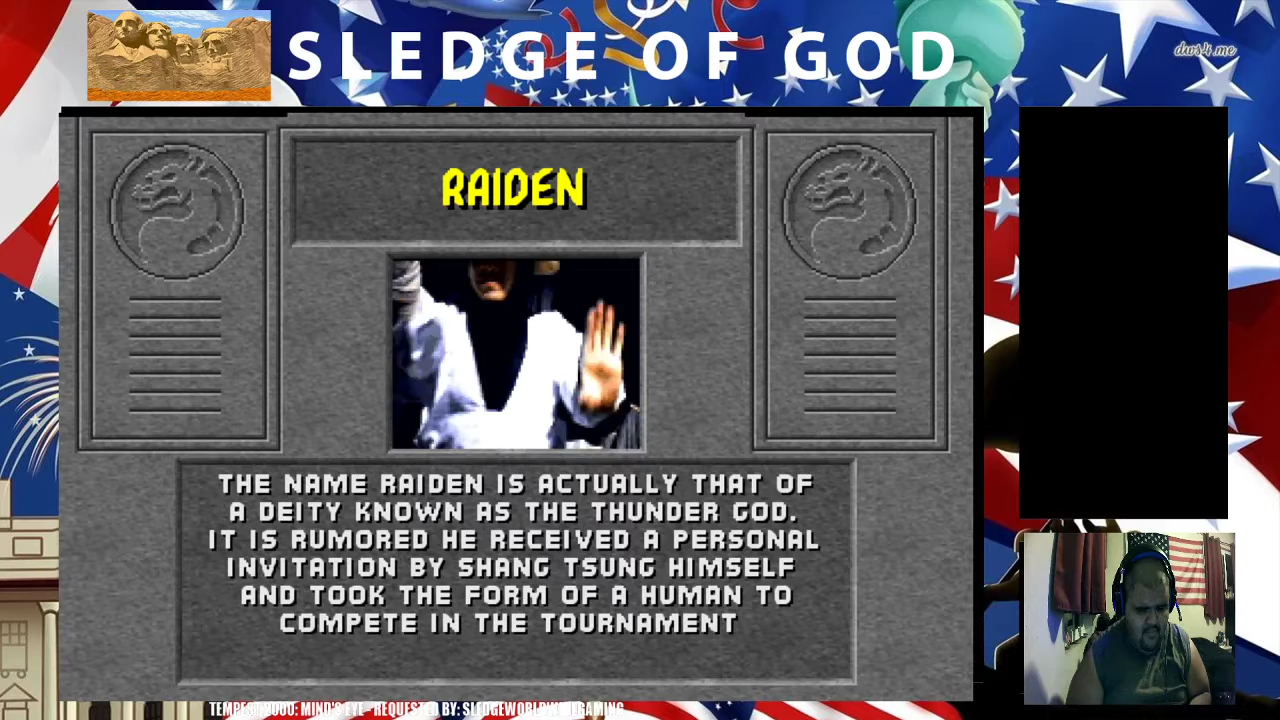 SLEDGE OF GOD
RAIDEN
THE NAME RAIDEN IS ACTUALLY THAT OF
A DEITY KNOWN AS THE THUNDER GOD.
IT IS RUMORED HE RECEIVED A PERSONAL
INVITATION BY SHANG TSUNG HIMSELF
AND TOOK THE FORM OF A HUMAN TO
COMPETE IN THE TOURNAMENT
MIND'S EYE - REQUESTED BY: